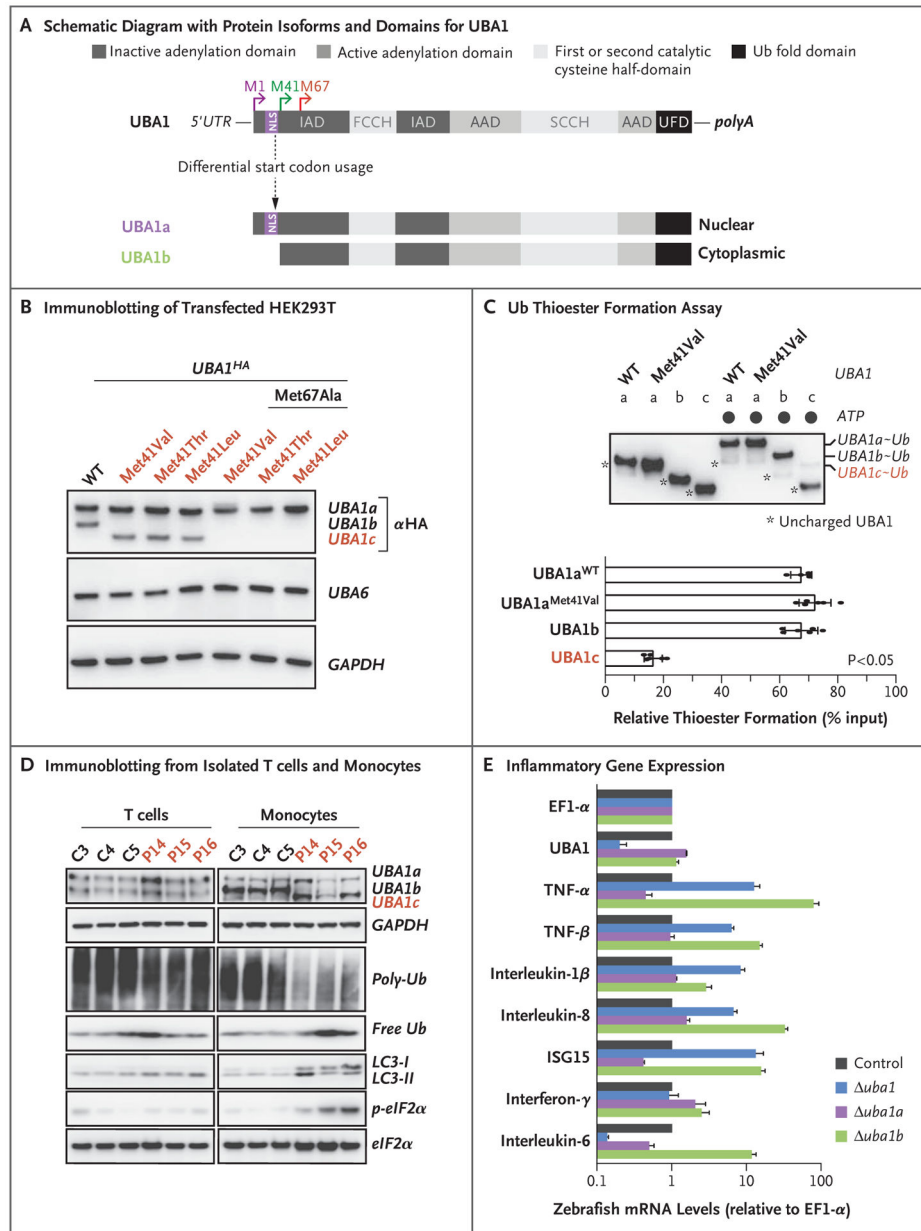 A Schematic Diagram with Protein Isoforms and Domains for UBA1
Inactive adenylation domain
Active adenylation domain
First or second catalytic
cysteine half-domain
Ub fold domain
M1 M41 M67
UBA1 5'UTR NLS IAD FCCH IAD AAD SCCH AAD UFD polyA
Differential start codon usage
UBA1a NLS Nuclear
UBA1b Cytoplasmic
B Immunoblotting of Transfected HEK293T
UBA1HA
Met67Ala
WT Met41Val Met41Thr Met41Leu Met41Val Met41Thr Met41Leu
UBA1a
UBA1b αHA
UBA1c
UBA6
GAPDH
C Ub Thioester Formation Assay
WT Met41Val WT Met41Val UBA1
a a b c a a b c
ATP
UBA1a~Ub
UBA1b~Ub
UBA1c~Ub
* * * * * *
* Uncharged UBA1
UBA1aWT
UBA1aMet41Val
UBA1b
UBA1c P<0.05
0 20 40 60 80 100
Relative Thioester Formation (% input)
D Immunoblotting from Isolated T cells and Monocytes
T cells Monocytes
C3 C4 C5 P14 P15 P16 C3 C4 C5 P14 P15 P16
UBA1a
UBA1b
UBA1c
GAPDH
Poly-Ub
Free Ub
LC3-I
LC3-II
p-eIF2α
eIF2α
E Inflammatory Gene Expression
EF1-α
UBA1
TNF-α
TNF-β
Interleukin-1β
Interleukin-8
ISG15
Interferon-γ
Interleukin-6
Control
Δuba1
Δuba1a
Δuba1b
0.1 1 10 100
Zebrafish mRNA Levels (relative to EF1-α)